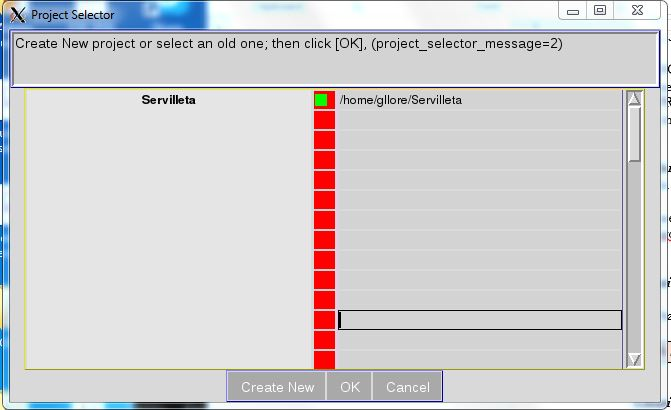 Project Selector
Create New project or select an old one; then click [OK], (project_selector_message=2)
Servilleta /home/gllore/Servilleta
Create New OK Cancel